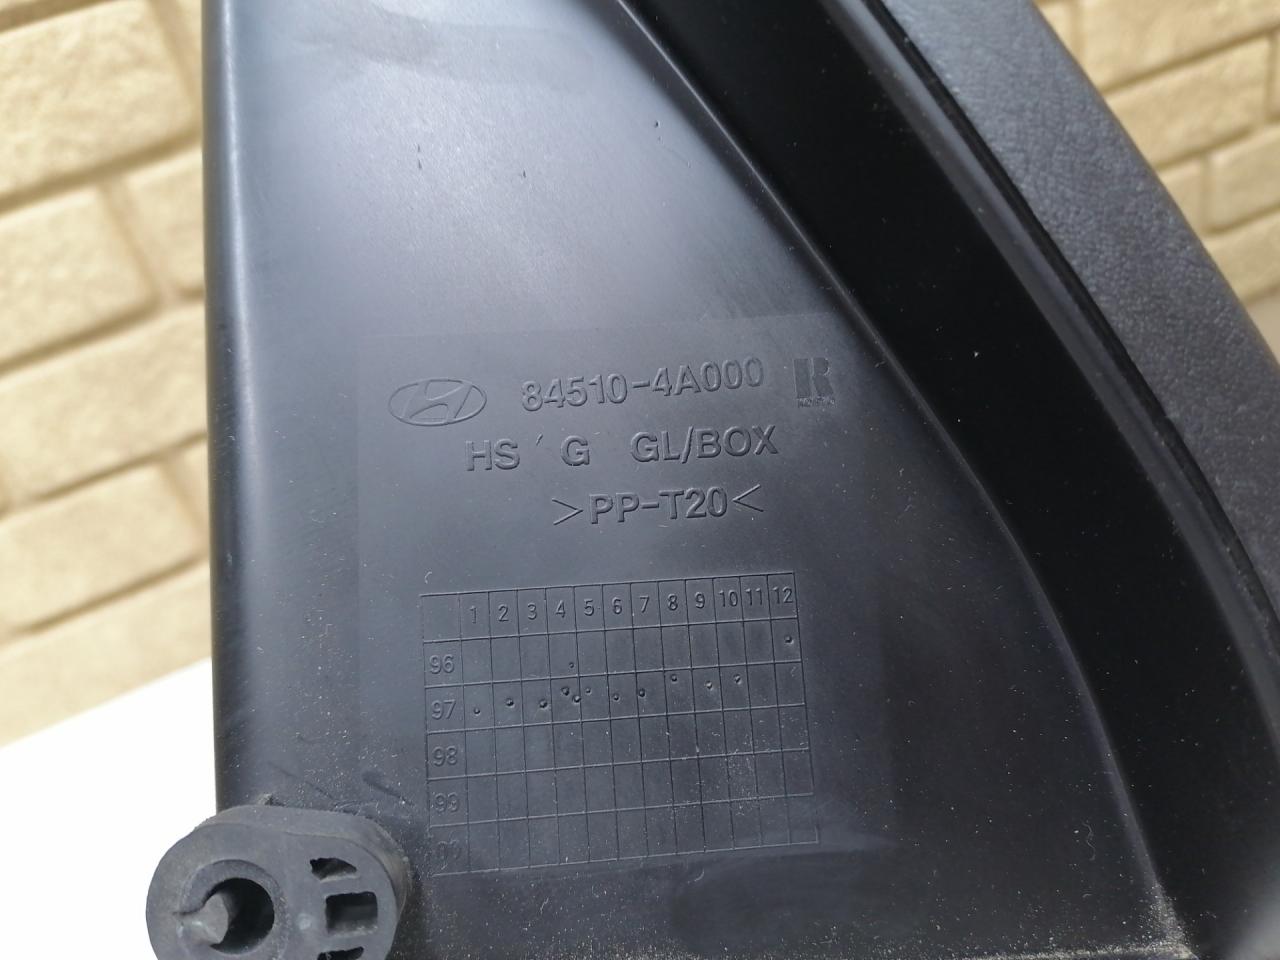 84510-4A000 R
HS'G GL/BOX
>PP-T20<
1 2 3 4 5 6 7 8 9 10 11 12
96
97
98
99